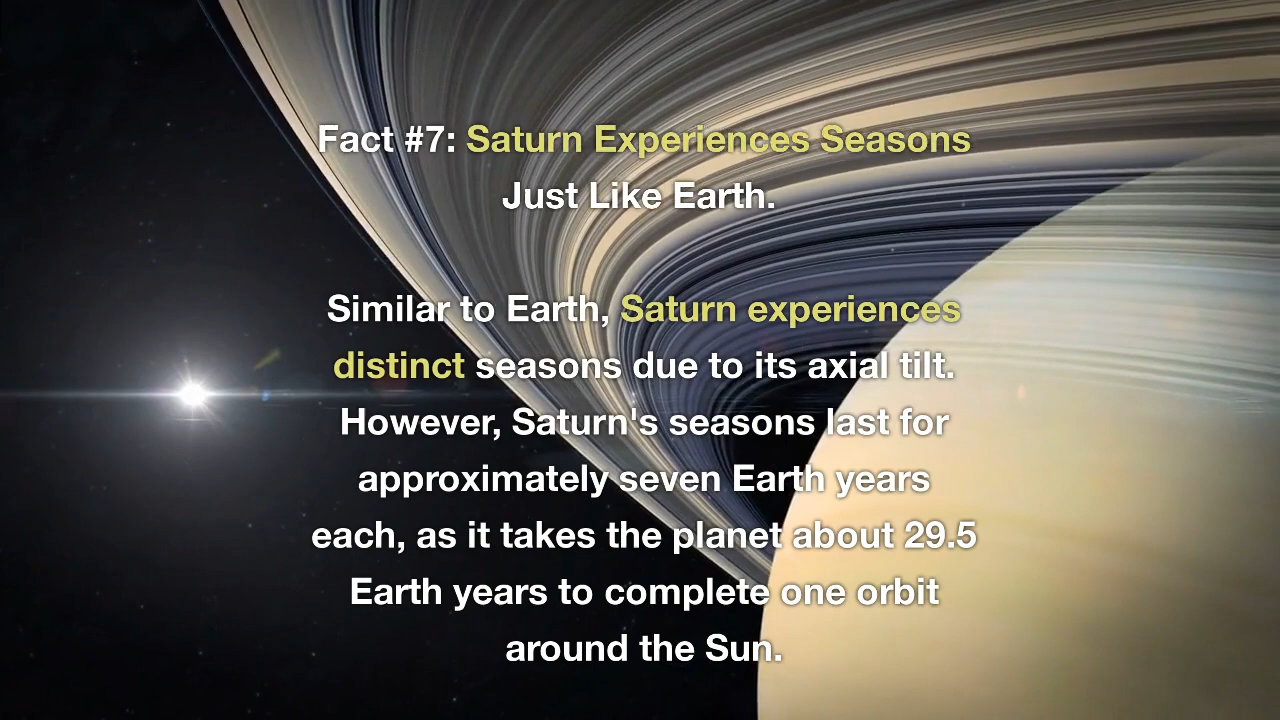 Fact #7: Saturn Experiences Seasons
Just Like Earth.
Similar to Earth, Saturn experiences
distinct seasons due to its axial tilt.
However, Saturn's seasons last for
approximately seven Earth years
each, as it takes the planet about 29.5
Earth years to complete one orbit
around the Sun.